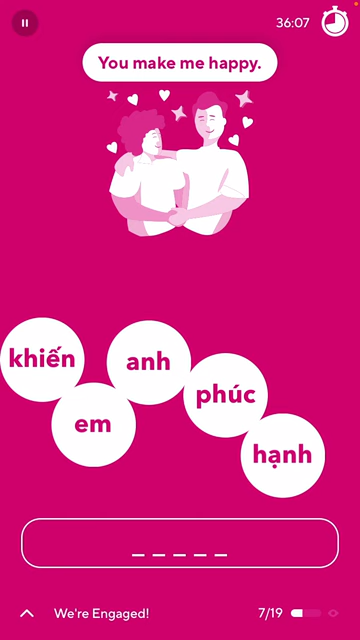 36:07
You make me happy.
khiến
anh
phúc
em
hạnh
We're Engaged!
7/19